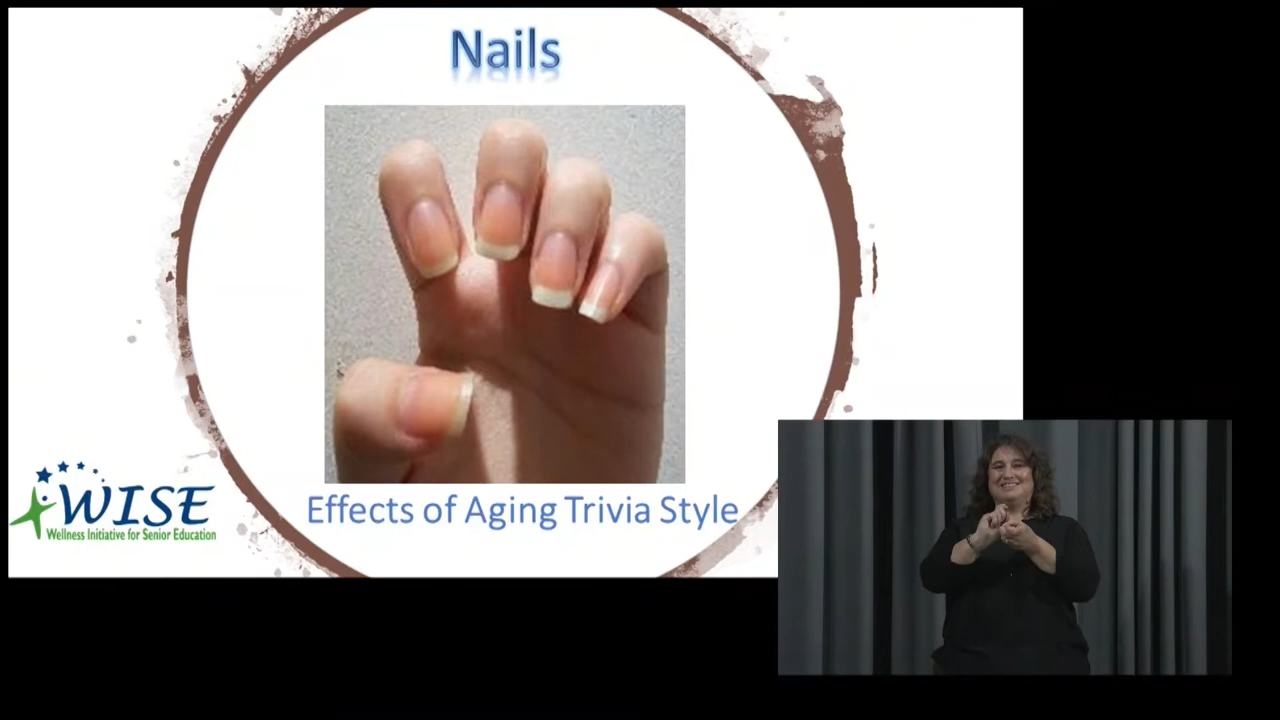 Nails
Effects of Aging Trivia Style
WISE
Wellness Initiative for Senior Education